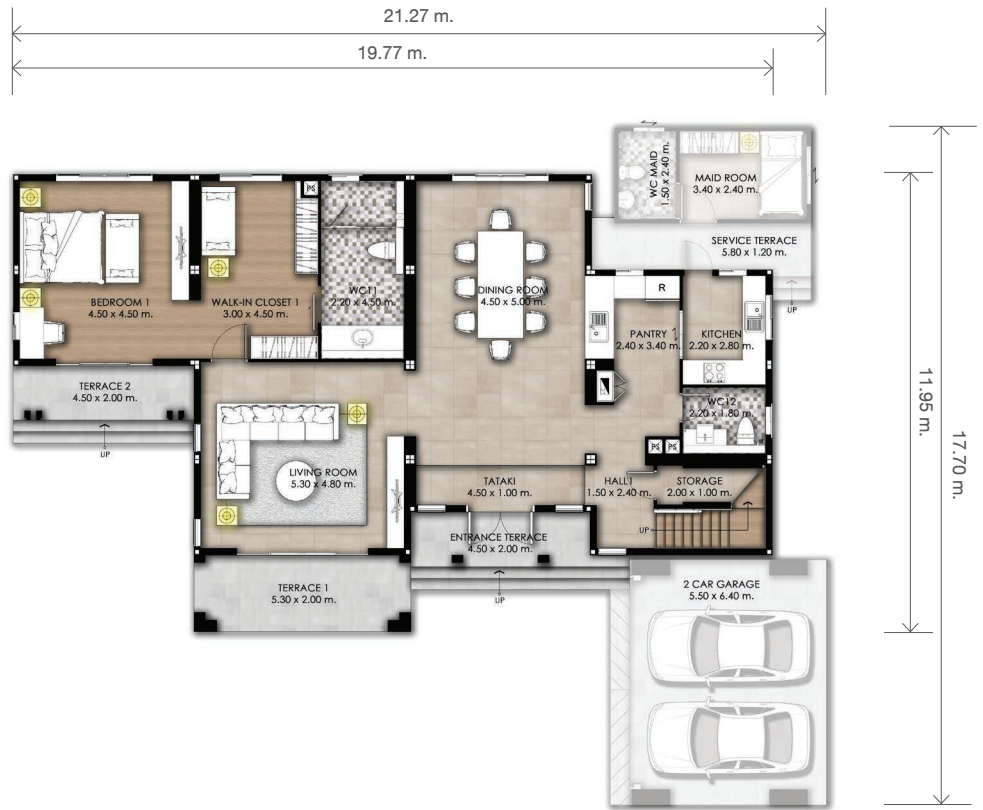 21.27 m.
19.77 m.
WC MAID
1.50 x 2.40 m.
MAID ROOM
3.40 x 2.40 m.
PS
SERVICE TERRACE
5.80 x 1.20 m.
UP
BEDROOM 1
4.50 x 4.50 m.
WALK-IN CLOSET 1
3.00 x 4.50 m.
WC11
2.20 x 4.50 m.
DINING ROOM
4.50 x 5.00 m.
R
PANTRY
2.40 x 3.40 m.
KITCHEN
2.20 x 2.80 m.
TERRACE 2
4.50 x 2.00 m.
UP
WC12
2.20 x 1.80 m.
PS
PS
LIVING ROOM
5.30 x 4.80 m.
TATAKI
4.50 x 1.00 m.
HALL1
1.50 x 2.40 m.
STORAGE
2.00 x 1.00 m.
UP
ENTRANCE TERRACE
4.50 x 2.00 m.
UP
TERRACE 1
5.30 x 2.00 m.
2 CAR GARAGE
5.50 x 6.40 m.
11.95 m.
17.70 m.